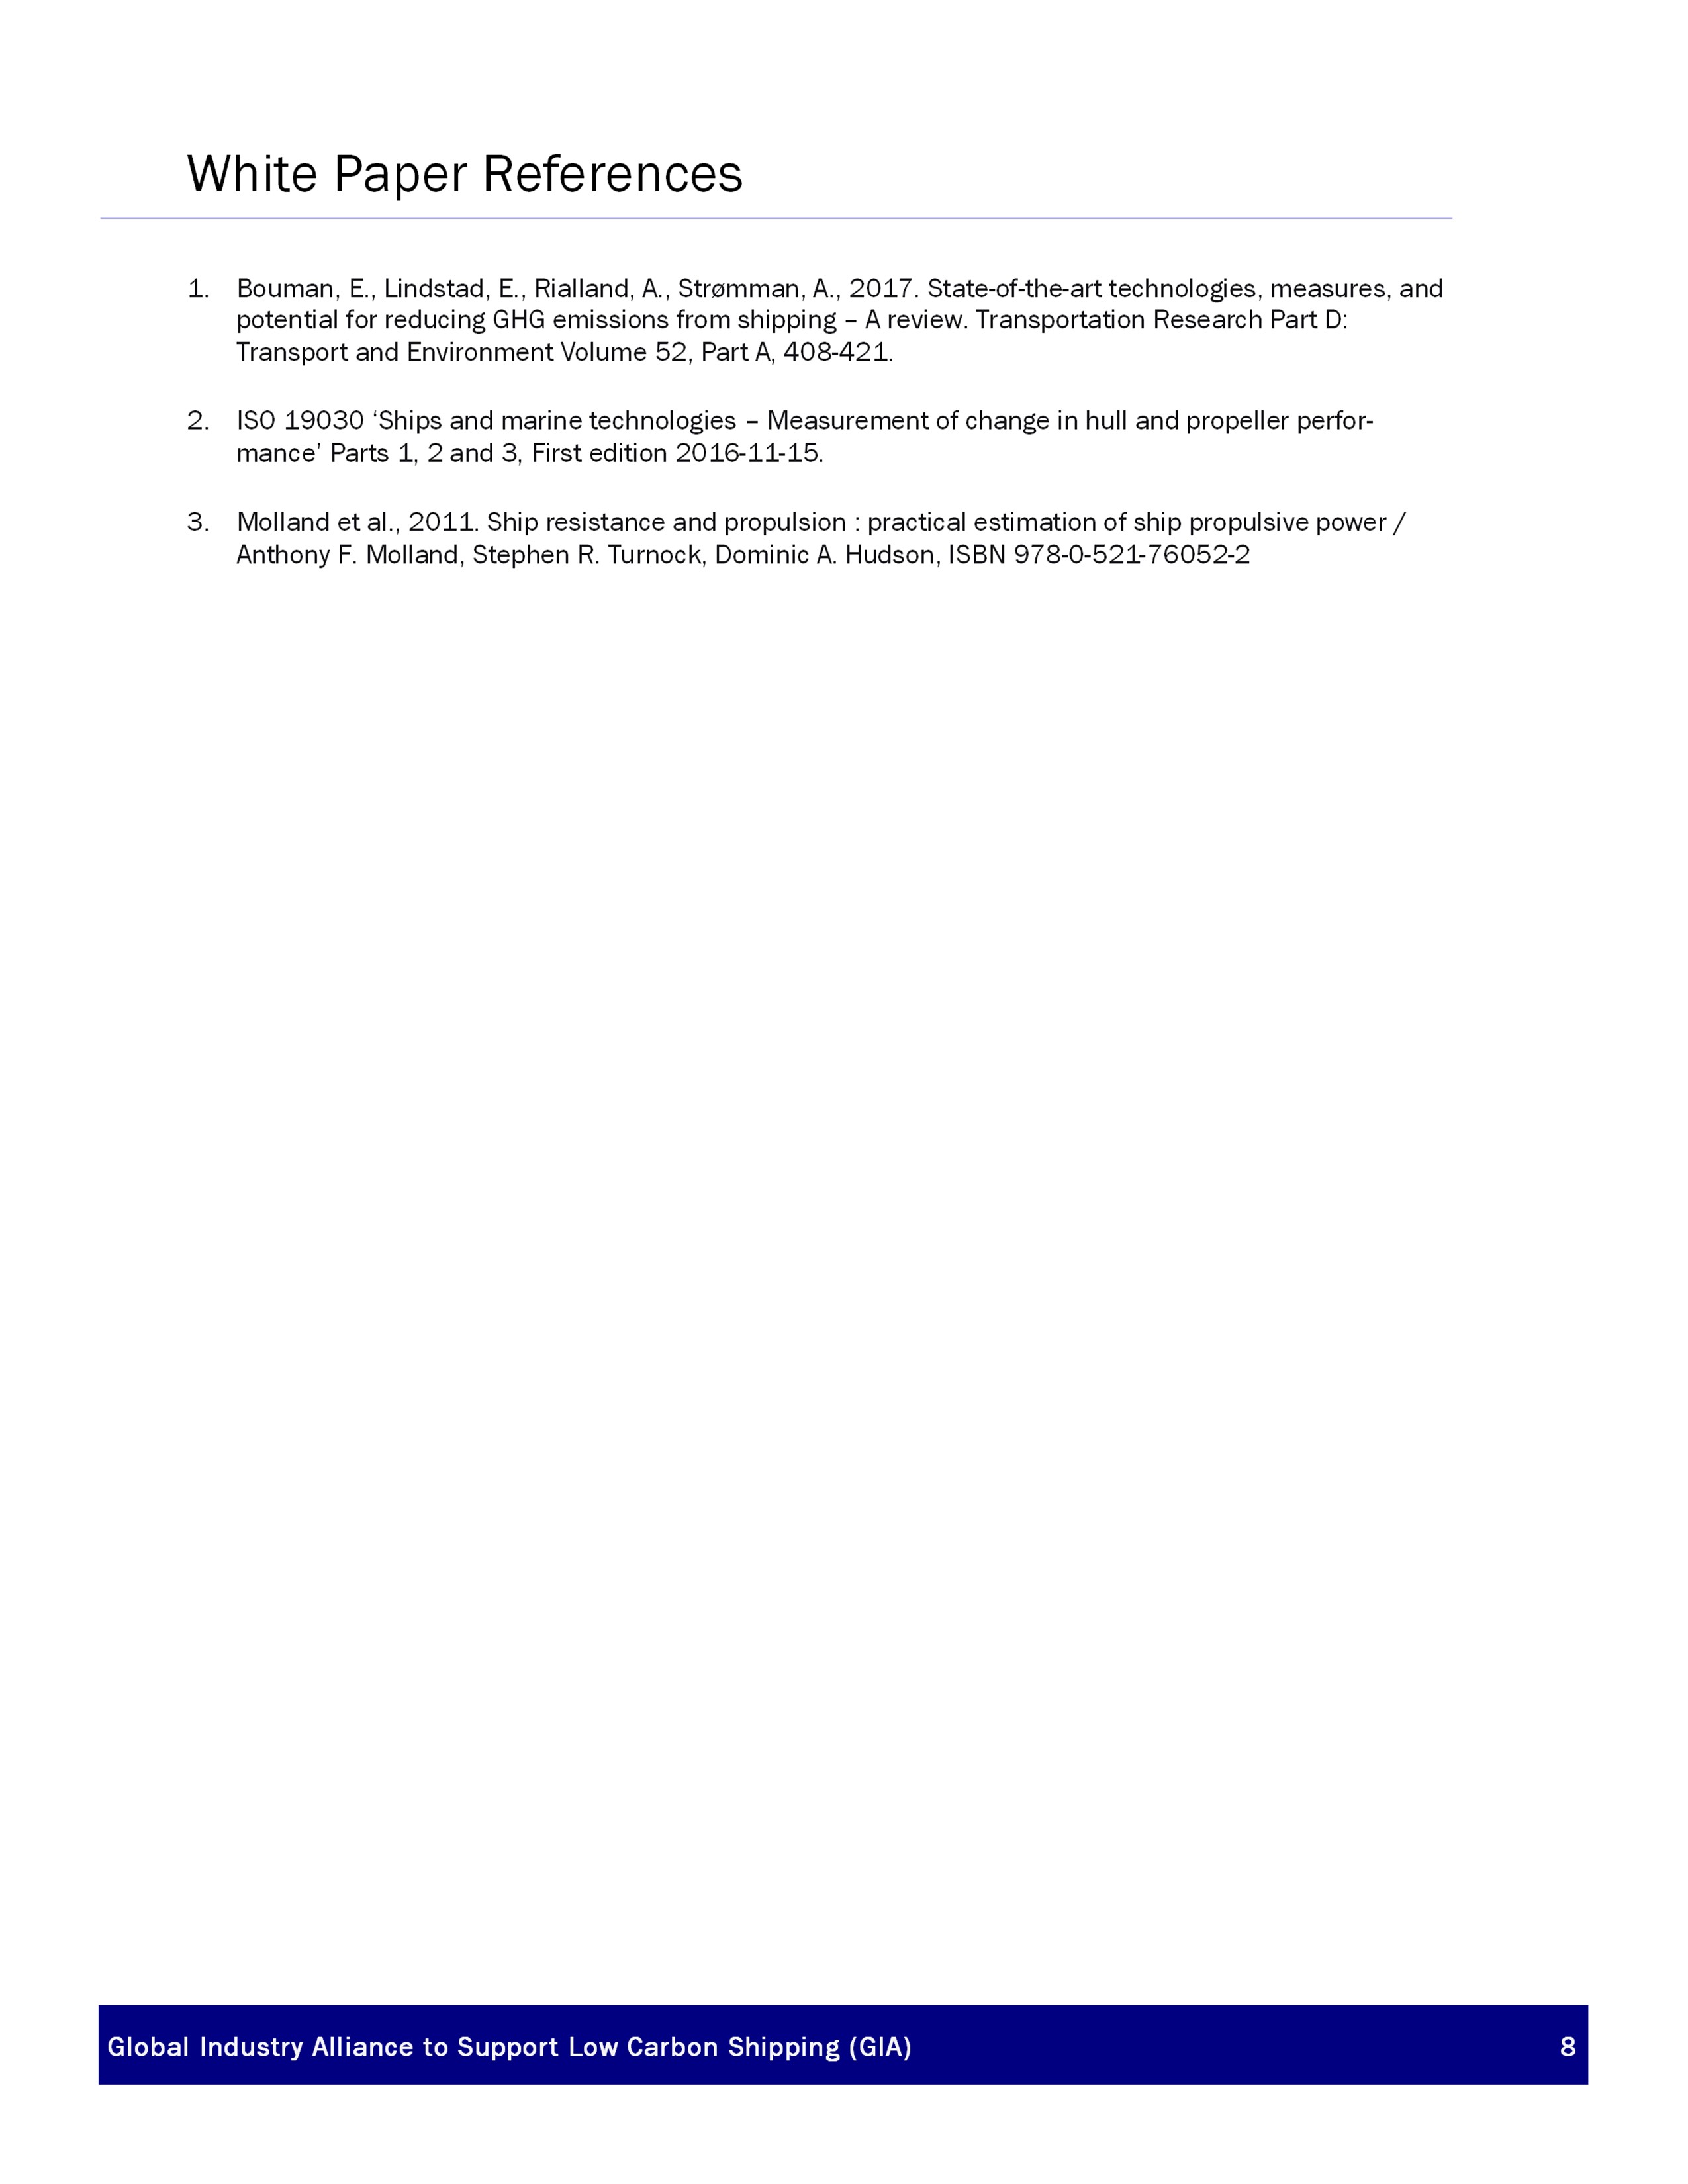 White Paper References
1. Bouman, E., Lindstad, E., Rialland, A., Strømman, A., 2017. State-of-the-art technologies, measures, and
potential for reducing GHG emissions from shipping – A review. Transportation Research Part D:
Transport and Environment Volume 52, Part A, 408-421.
2. ISO 19030 ‘Ships and marine technologies – Measurement of change in hull and propeller perfor-
mance’ Parts 1, 2 and 3, First edition 2016-11-15.
3. Molland et al., 2011. Ship resistance and propulsion : practical estimation of ship propulsive power /
Anthony F. Molland, Stephen R. Turnock, Dominic A. Hudson, ISBN 978-0-521-76052-2
Global Industry Alliance to Support Low Carbon Shipping (GIA) 8